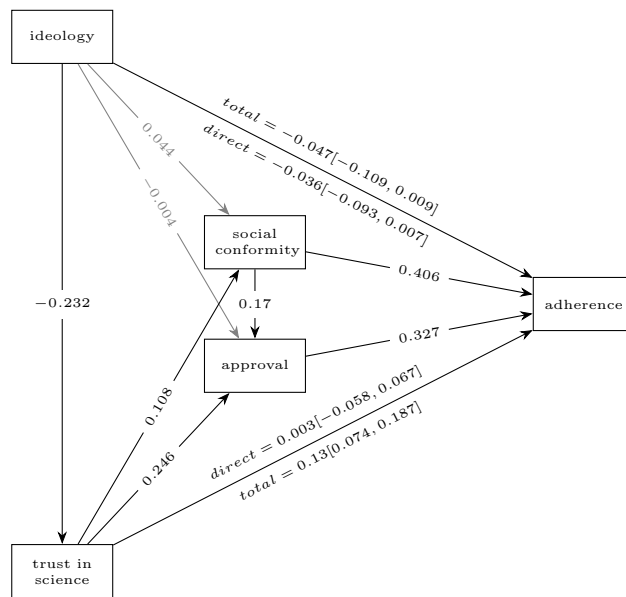 ideology
total = −0.047[−0.109, 0.009]
direct = −0.036[−0.093, 0.007]
0.044
−0.004
social
conformity
0.406
−0.232
0.17
adherence
0.327
approval
0.108
0.246
direct = 0.003[−0.058, 0.067]
total = 0.13[0.074, 0.187]
trust in
science